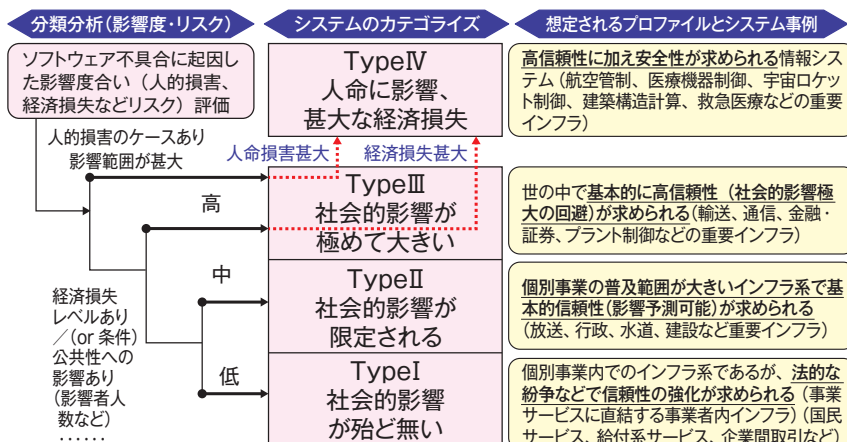 分類分析(影響度・リスク)
システムのカテゴライズ
想定されるプロファイルとシステム事例
ソフトウェア不具合に起因し
た影響度合い（人的損害、
経済損失などリスク）評価
TypeⅣ
人命に影響、
甚大な経済損失
高信頼性に加え安全性が求められる情報シス
テム（航空管制、医療機器制御、宇宙ロケッ
ト制御、建築構造計算、救急医療などの重要
インフラ）
人的損害のケースあり
影響範囲が甚大
人命損害甚大
経済損失甚大
高
TypeⅢ
社会的影響が
極めて大きい
世の中で基本的に高信頼性（社会的影響極
大の回避）が求められる（輸送、通信、金融・
証券、プラント制御などの重要インフラ）
中
TypeⅡ
社会的影響が
限定される
個別事業の普及範囲が大きいインフラ系で基
本的信頼性（影響予測可能）が求められる
（放送、行政、水道、建設など重要インフラ）
経済損失
レベルあり
／(or 条件)
公共性への
影響あり
(影響者人
数など)
‥‥‥
低
TypeⅠ
社会的影響
が殆ど無い
個別事業内でのインフラ系であるが、法的な
紛争などで信頼性の強化が求められる（事業
サービスに直結する事業者内インフラ）（国民
サービス、給付系サービス、企業間取引など）